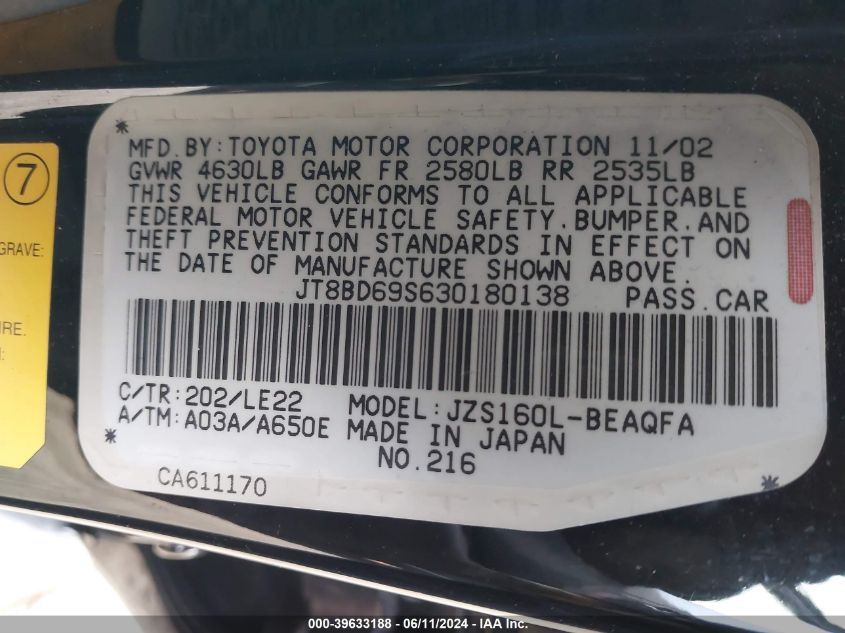 7
GRAVE:
IRE.
MFD.BY:TOYOTA MOTOR CORPORATION 11/02
GVWR 4630LB GAWR FR 2580LB RR 2535LB
THIS VEHICLE CONFORMS TO ALL APPLICABLE
FEDERAL MOTOR VEHICLE SAFETY.BUMPER.AND
THEFT PREVENTION STANDARDS IN EFFECT ON
THE DATE OF MANUFACTURE SHOWN ABOVE.
JT8BD69S630180138 PASS.CAR
C/TR:202/LE22 MODEL:JZS160L-BEAQFA
A/TM:A03A/A650E MADE IN JAPAN
NO.216
CA611170
000-39633188 - 06/11/2024 - IAA Inc.